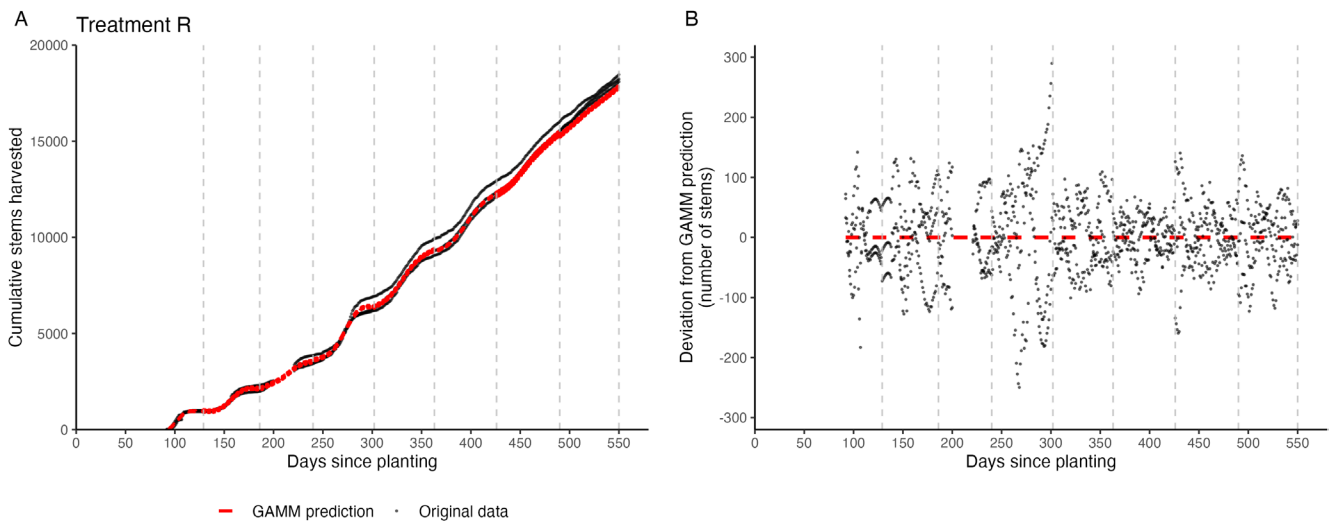 A
Treatment R
Cumulative stems harvested
20000
15000
10000
5000
0
0 50 100 150 200 250 300 350 400 450 500 550
Days since planting
B
Deviation from GAMM prediction
(number of stems)
300
200
100
0
-100
-200
-300
0 50 100 150 200 250 300 350 400 450 500 550
Days since planting
GAMM prediction Original data